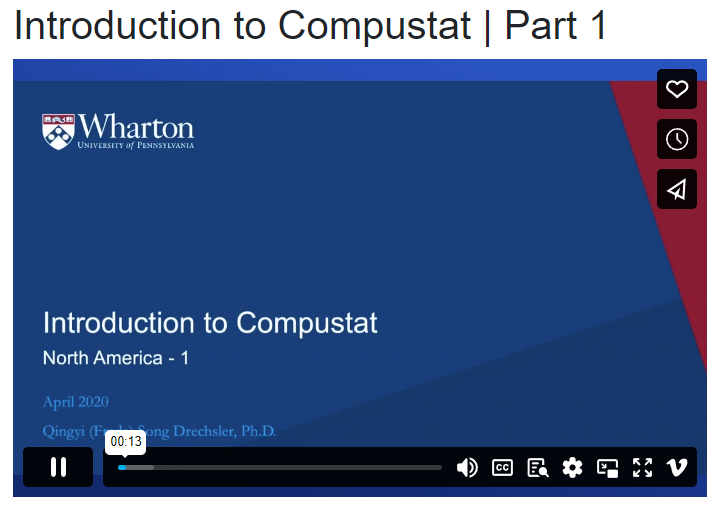 Introduction to Compustat | Part 1
Wharton
UNIVERSITY of PENNSYLVANIA
Introduction to Compustat
North America - 1
April 2020
Qingyi Song Drechsler, Ph.D.
00:13
CC